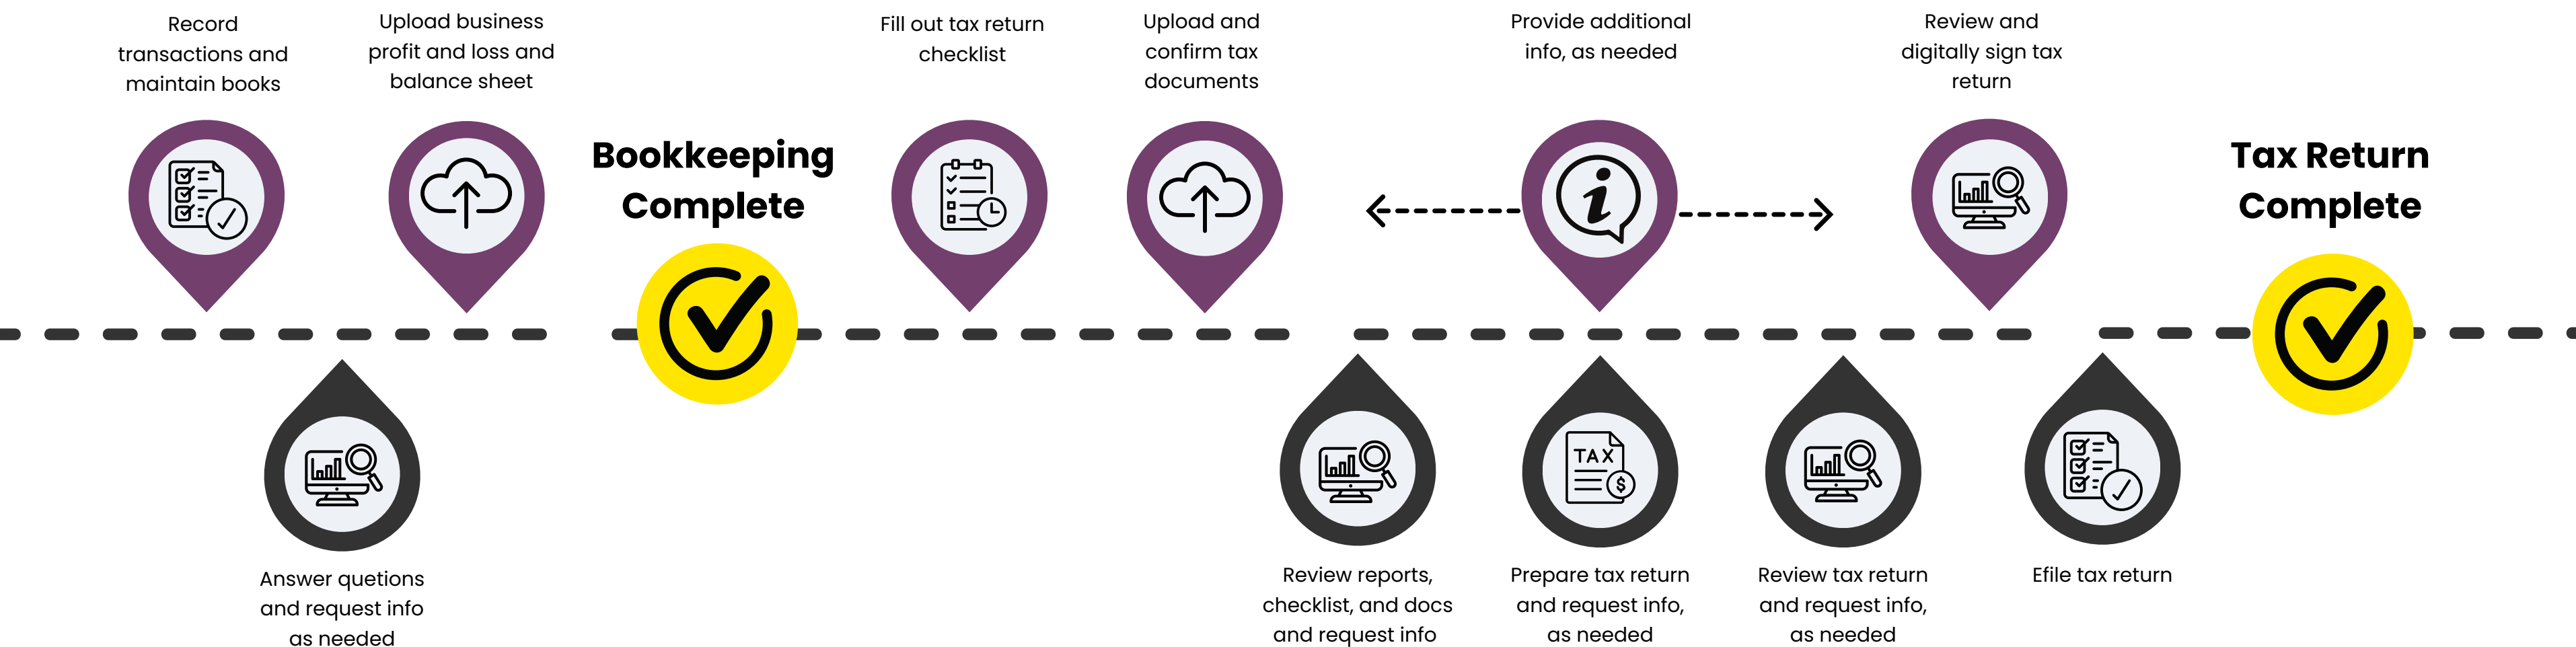 Record
transactions and
maintain books
Upload business
profit and loss and
balance sheet
Fill out tax return
checklist
Upload and
confirm tax
documents
Provide additional
info, as needed
Review and
digitally sign tax
return
Bookkeeping
Complete
Tax Return
Complete
Answer quetions
and request info
as needed
Review reports,
checklist, and docs
and request info
TAX
$
Prepare tax return
and request info,
as needed
Review tax return
and request info,
as needed
Efile tax return